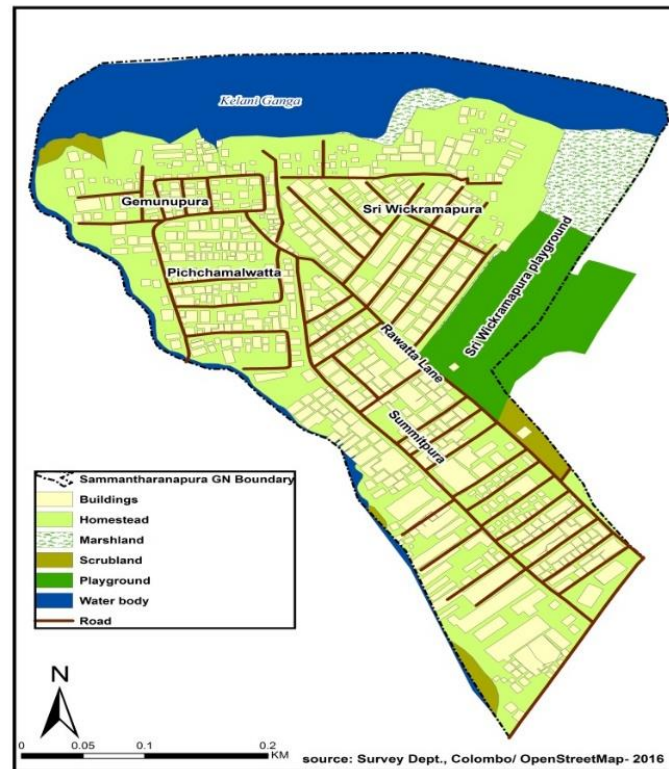 Kelani Ganga
Gemunupura
Sri Wickramapura
Pichchamalwatta
Sri Wickramapura playground
Rawatta Lane
Summitpura
Sammantharanapura GN Boundary
Buildings
Homestead
Marshland
Scrubland
Playground
Water body
Road
N
0 0.05 0.1 0.2
KM
source: Survey Dept., Colombo/ OpenStreetMap- 2016